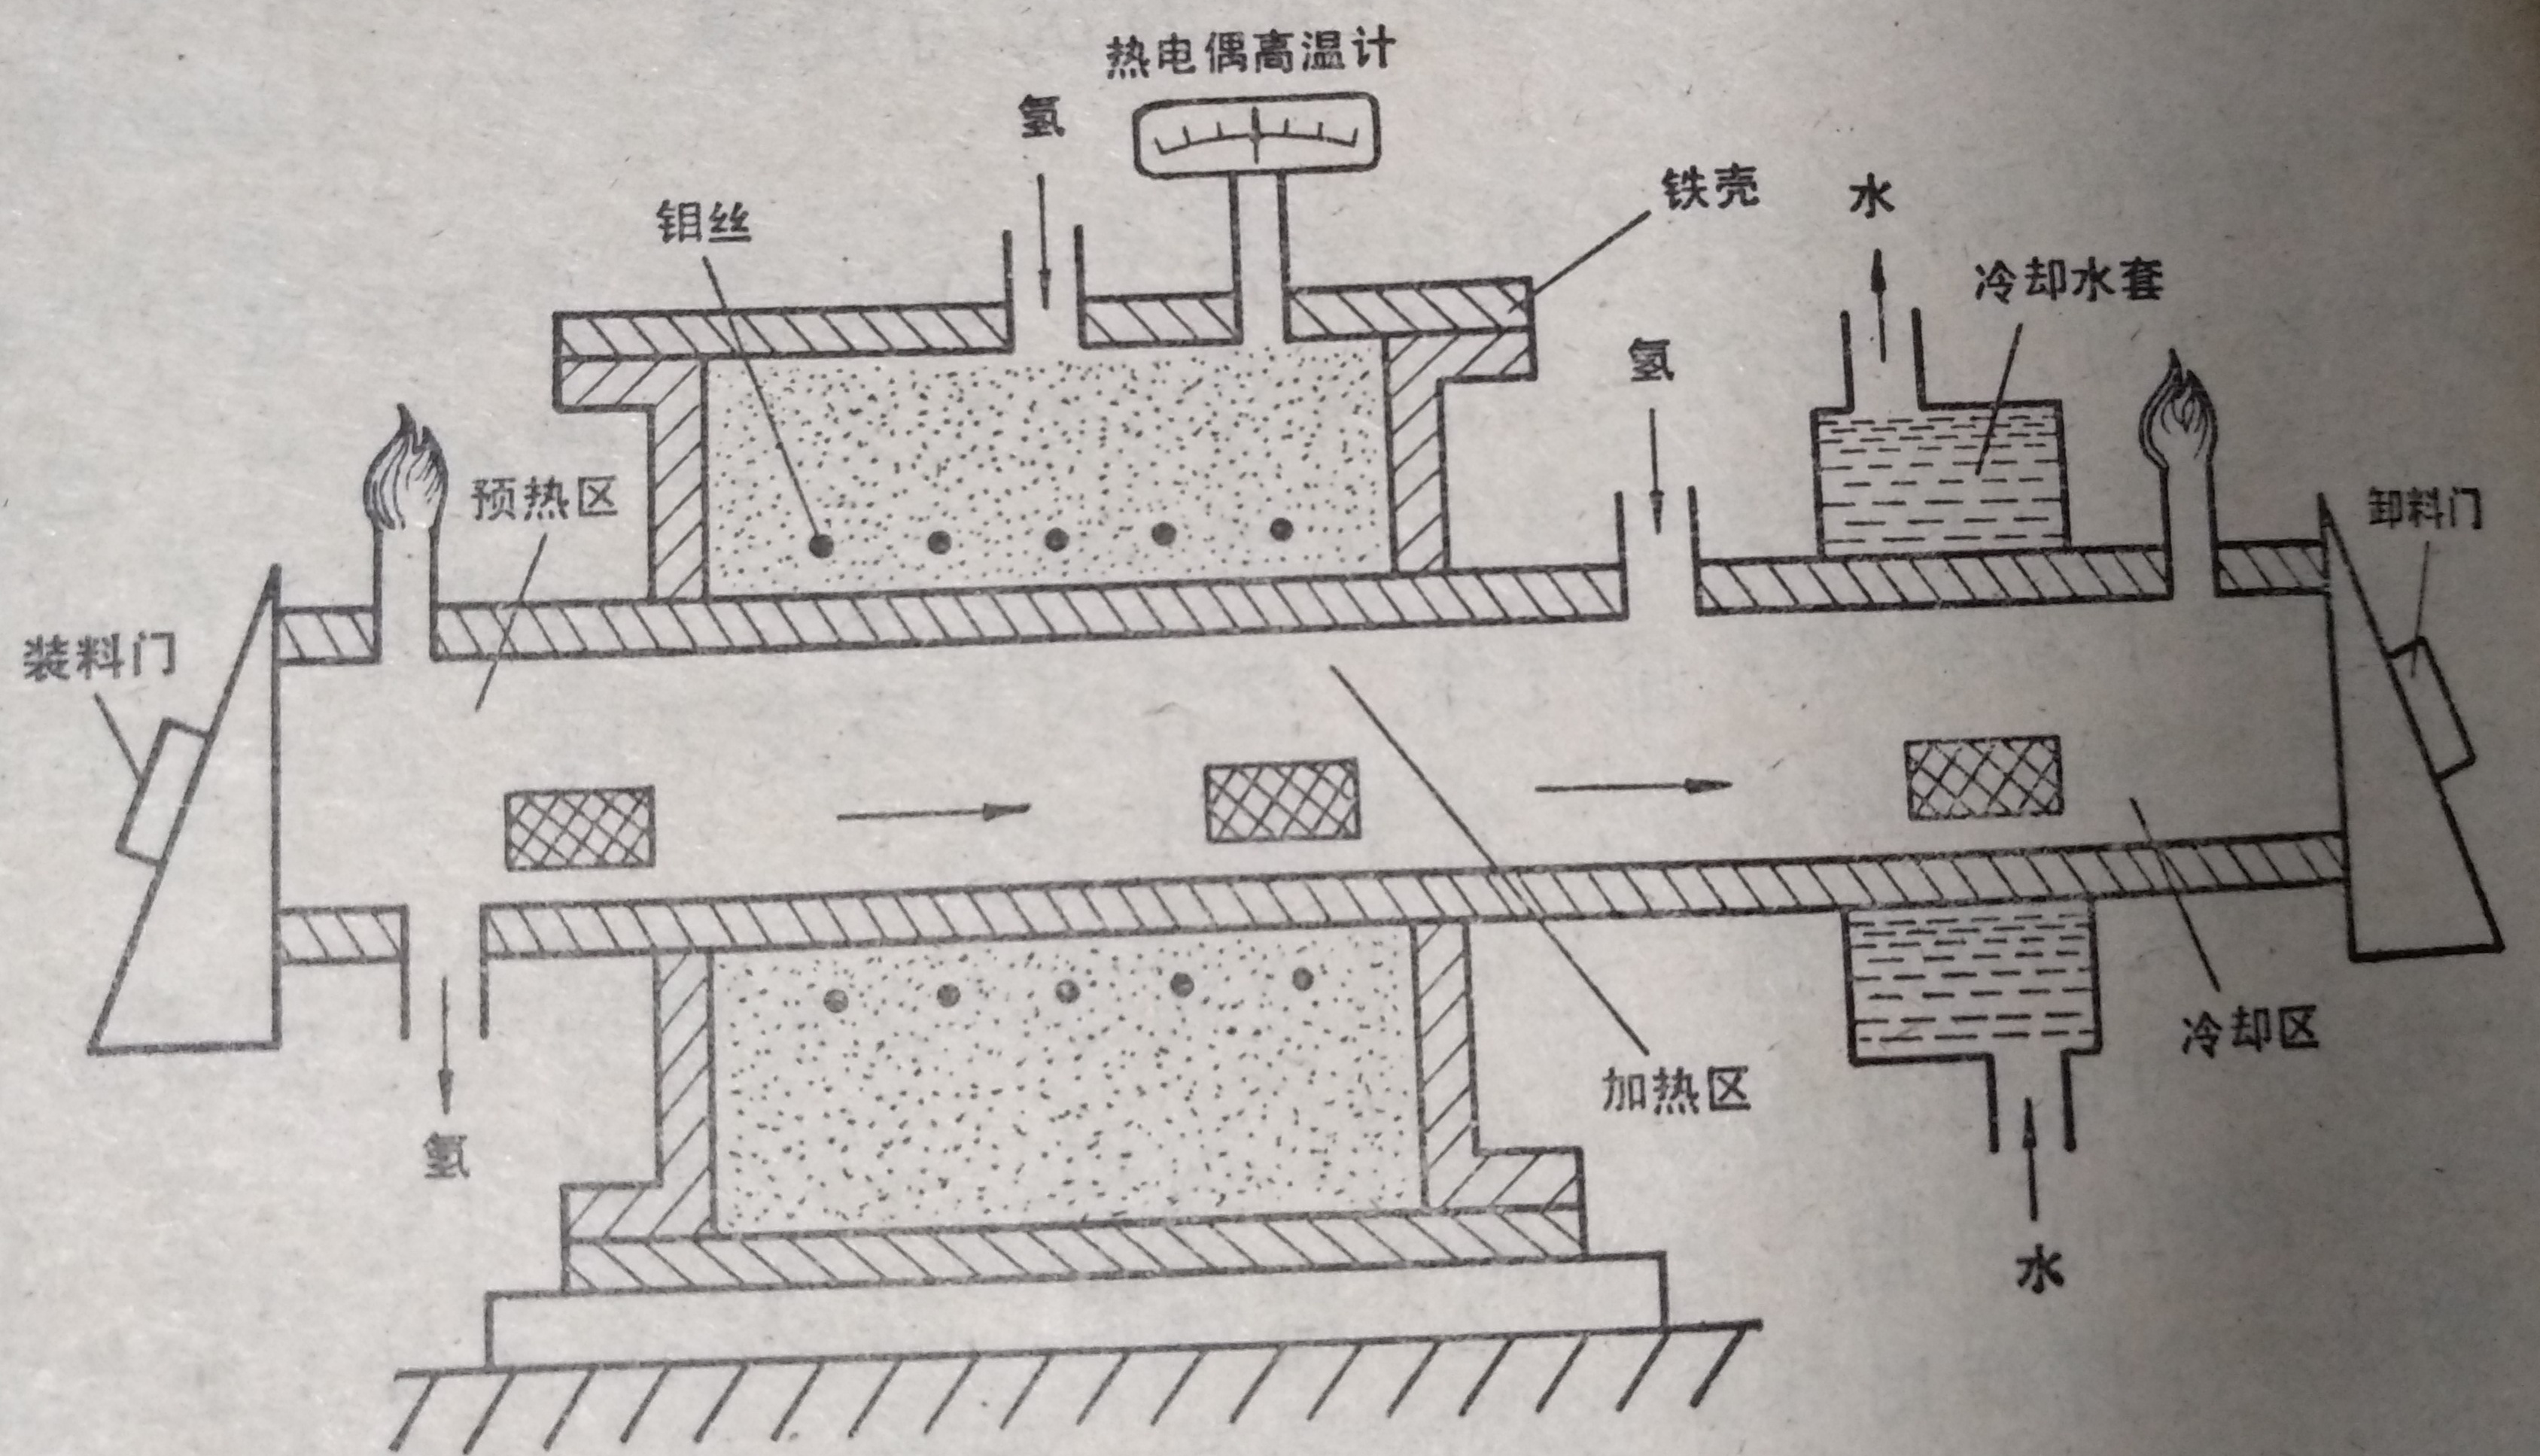 热电偶高温计
氢
钼丝
铁壳
水
冷却水套
氢
预热区
卸料门
装料门
冷却区
加热区
氢
水